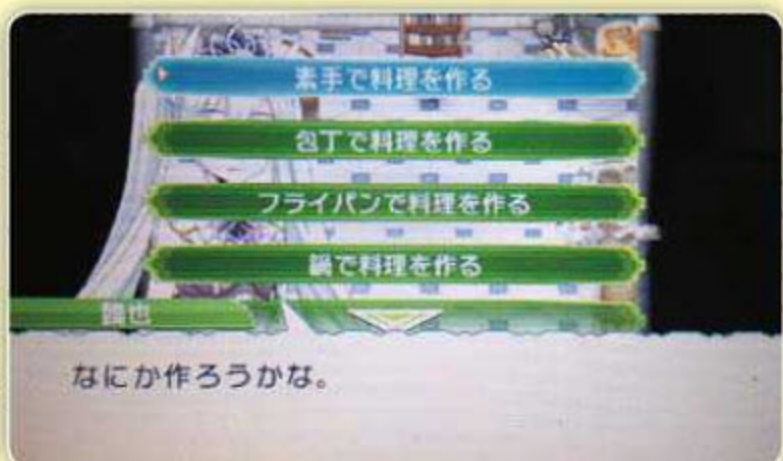 素手で料理を作る
包丁で料理を作る
フライパンで料理を作る
鍋で料理を作る
なにか作ろうかな。